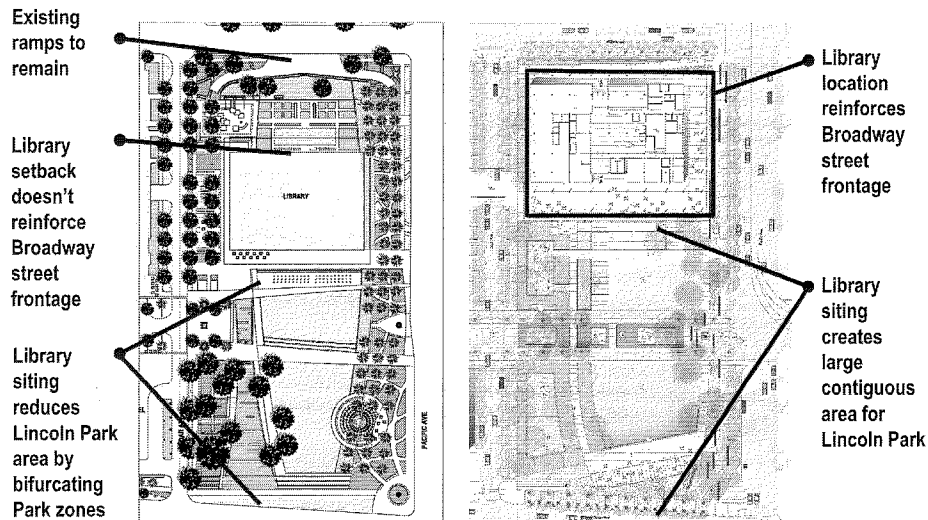 Existing
ramps to
remain
Library
setback
doesn't
reinforce
Broadway
street
frontage
Library
siting
reduces
Lincoln Park
area by
bifurcating
Park zones
LIBRARY
PACIFIC AVE
Library
location
reinforces
Broadway
street
frontage
Library
siting
creates
large
contiguous
area for
Lincoln Park